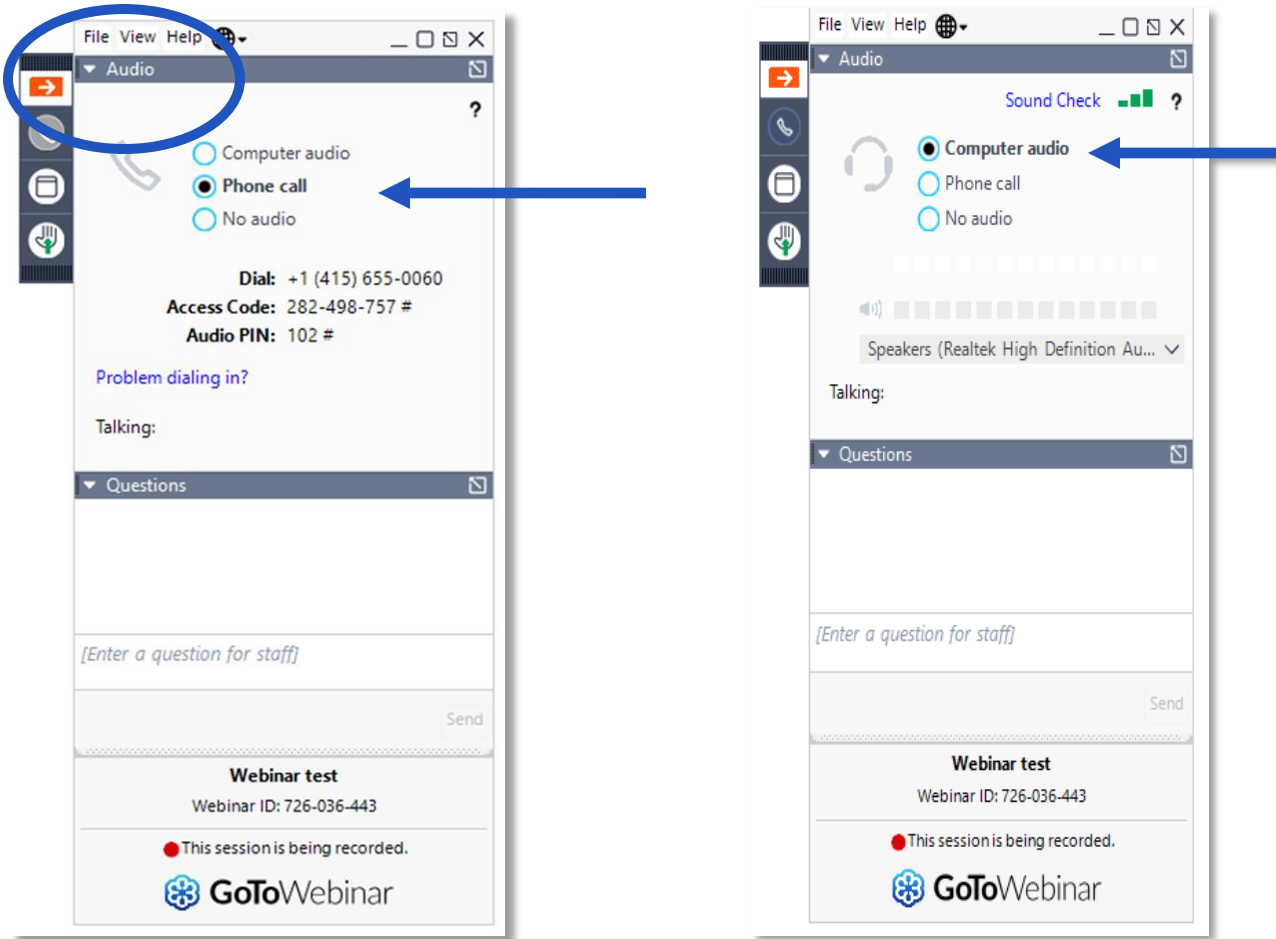 File View Help
Audio
?
Computer audio
Phone call
No audio
Dial: +1 (415) 655-0060
Access Code: 282-498-757 #
Audio PIN: 102 #
Problem dialing in?
Talking:
Questions
[Enter a question for staff]
Send
Webinar test
Webinar ID: 726-036-443
This session is being recorded.
GoToWebinar
File View Help
Audio
Sound Check ?
Computer audio
Phone call
No audio
Speakers (Realtek High Definition Au...
Talking:
Questions
[Enter a question for staff]
Send
Webinar test
Webinar ID: 726-036-443
This session is being recorded.
GoToWebinar